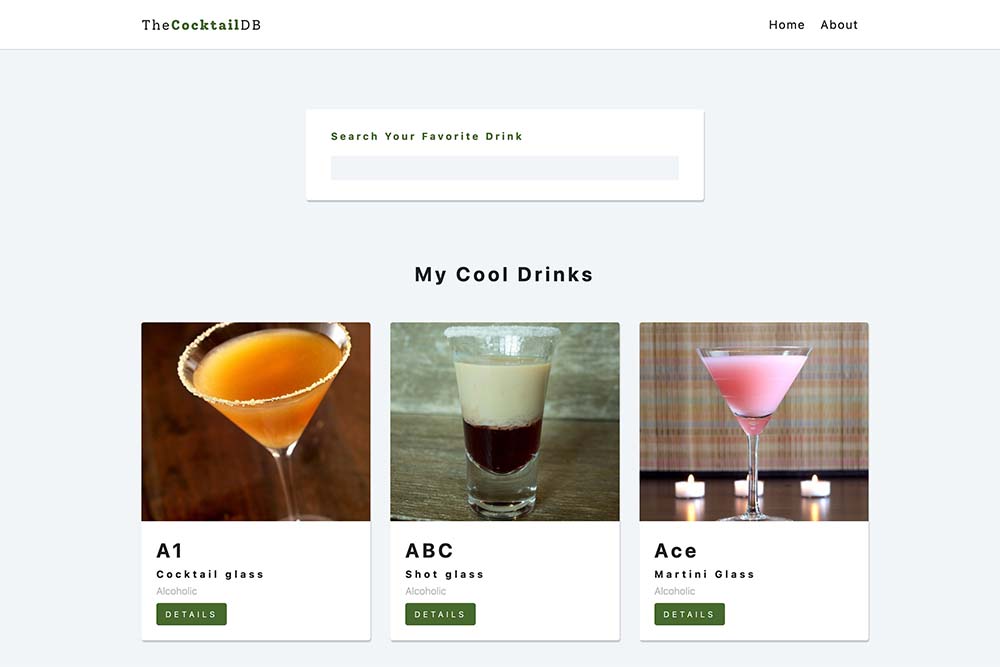 TheCocktailDB
Home About
Search Your Favorite Drink
My Cool Drinks
A1
Cocktail glass
Alcoholic
DETAILS
ABC
Shot glass
Alcoholic
DETAILS
Ace
Martini Glass
Alcoholic
DETAILS